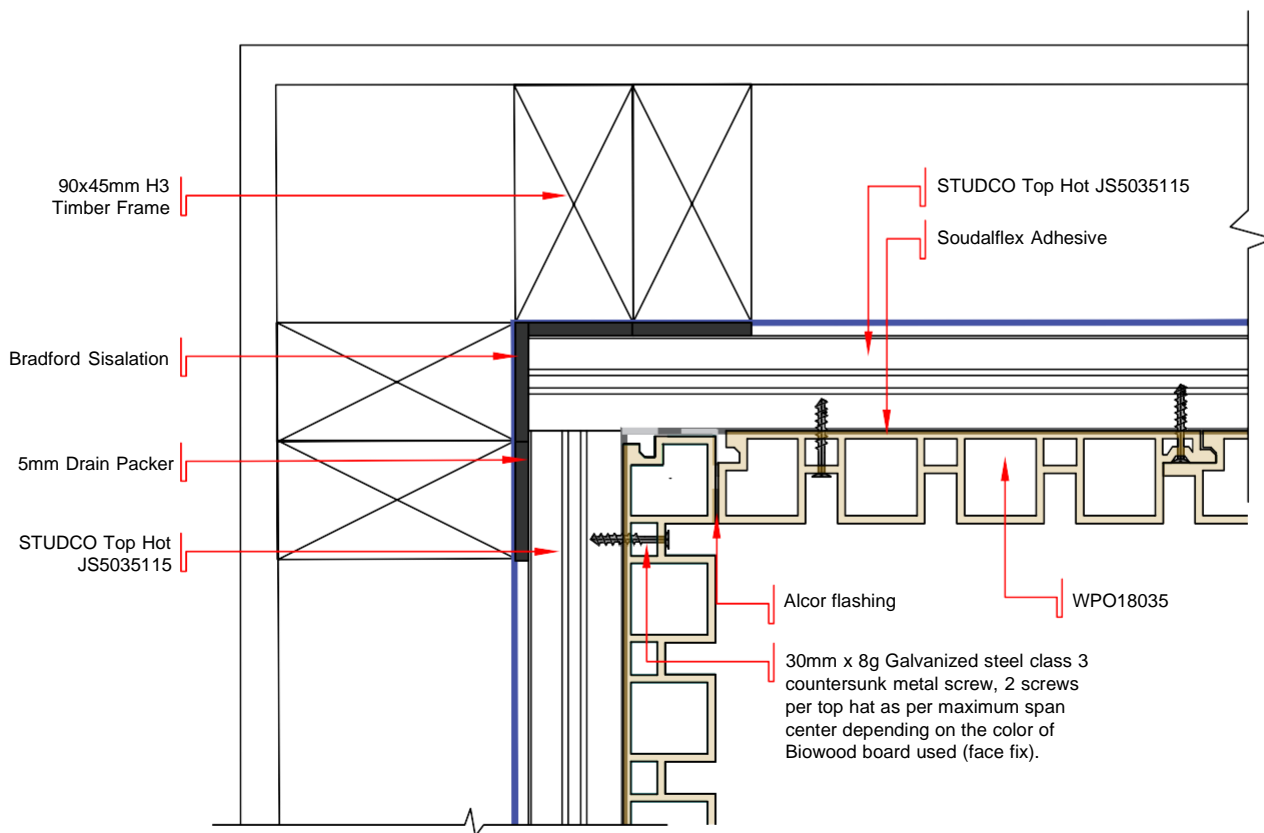 90x45mm H3
Timber Frame
Bradford Sisalation
5mm Drain Packer
STUDCO Top Hot
JS5035115
STUDCO Top Hot JS5035115
Soudalflex Adhesive
Alcor flashing
WPO18035
30mm x 8g Galvanized steel class 3
countersunk metal screw, 2 screws
per top hat as per maximum span
center depending on the color of
Biowood board used (face fix).